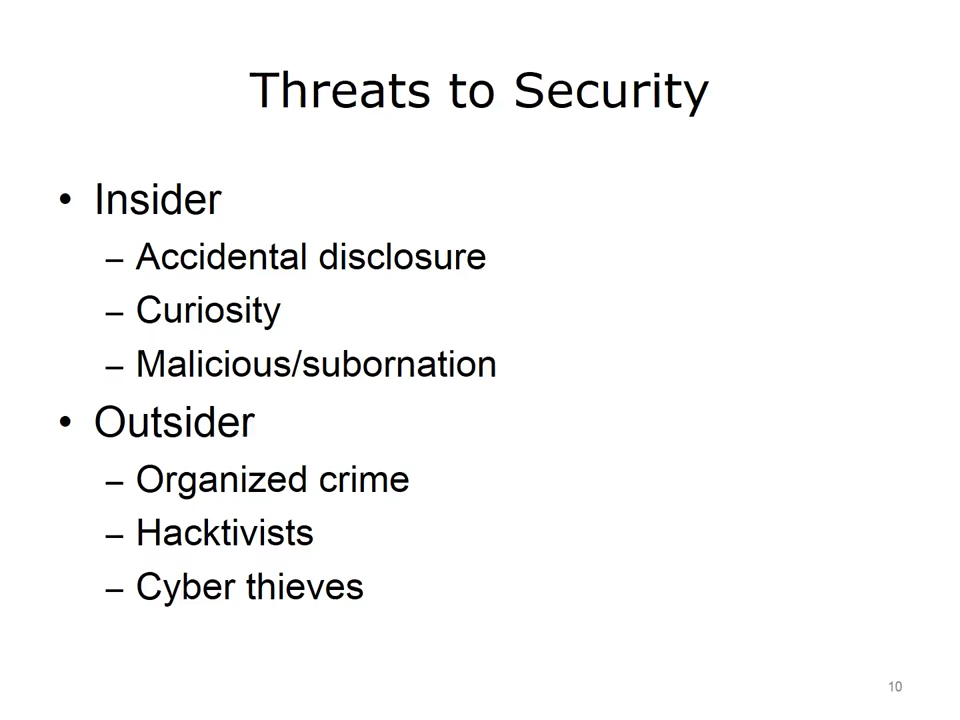 Threats to Security
• Insider
– Accidental disclosure
– Curiosity
– Malicious/subornation
• Outsider
– Organized crime
– Hacktivists
– Cyber thieves
10